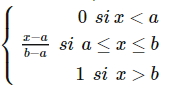 0 si x < a
x−a/b−a si a ≤ x ≤ b
1 si x > b